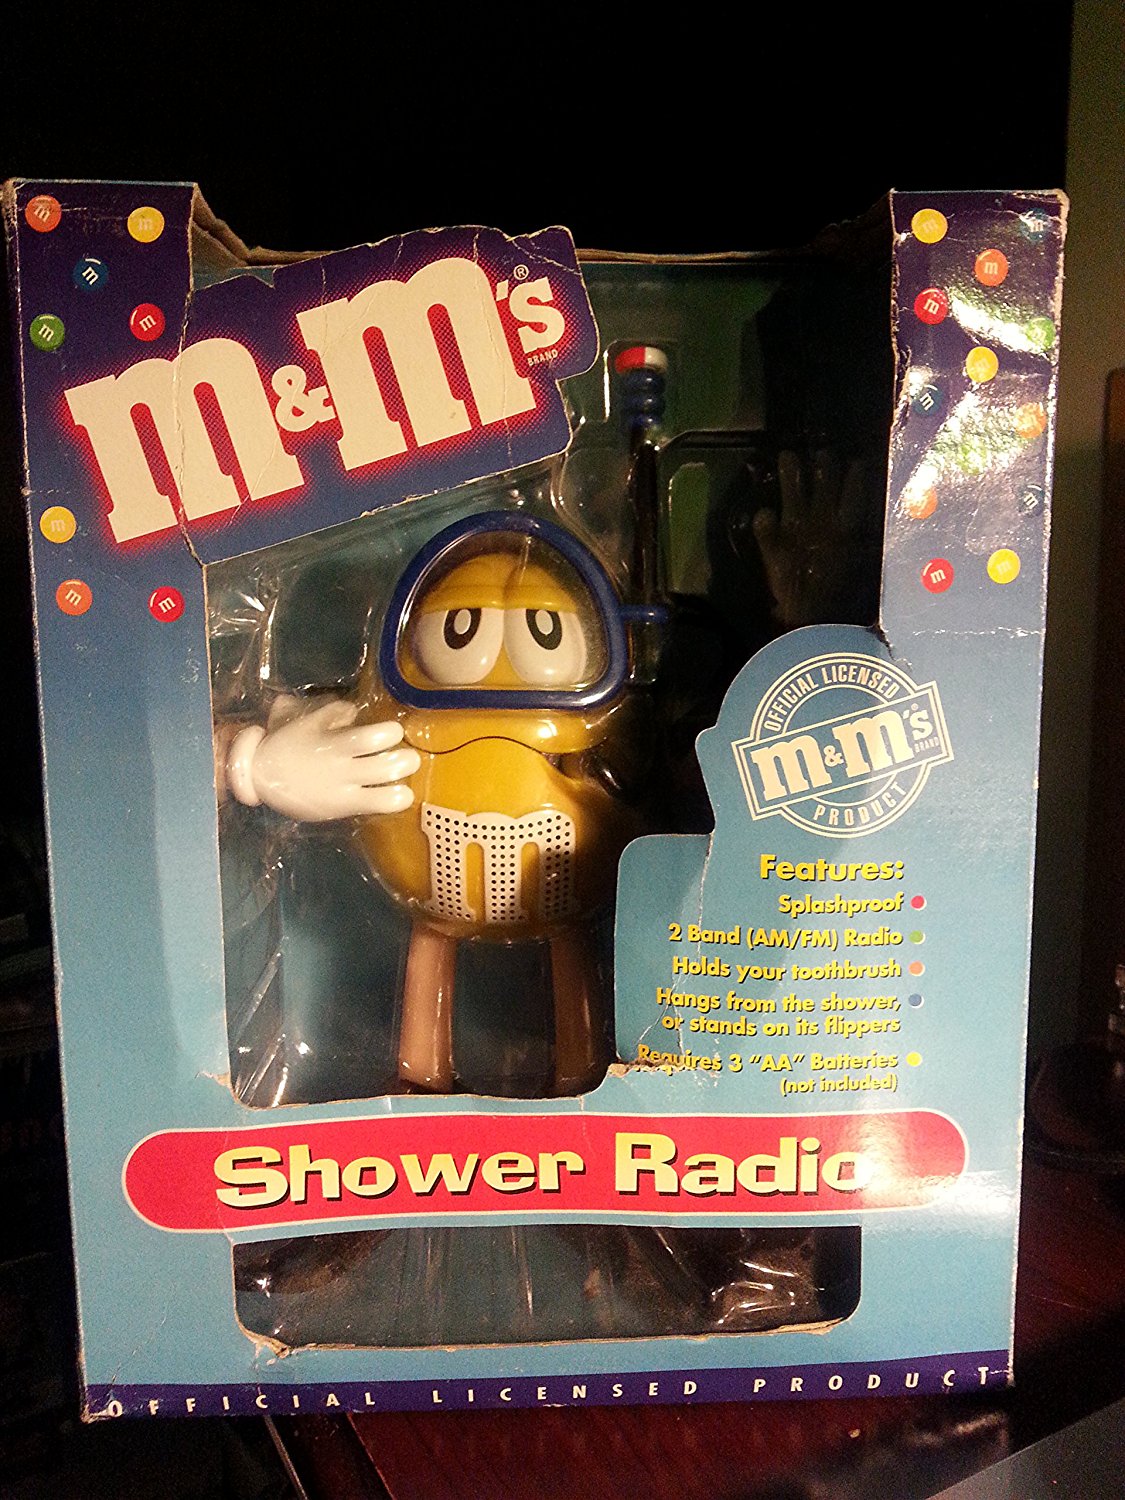 m&m's®
BRAND
OFFICIAL LICENSED
m&m's®
BRAND
PRODUCT
Features:
Splashproof
2 Band (AM/FM) Radio
Holds your toothbrush
Hangs from the shower,
or stands on its flippers
Requires 3 "AA" Batteries
(not included)
m
Shower Radio
OFFICIAL LICENSED PRODUCT